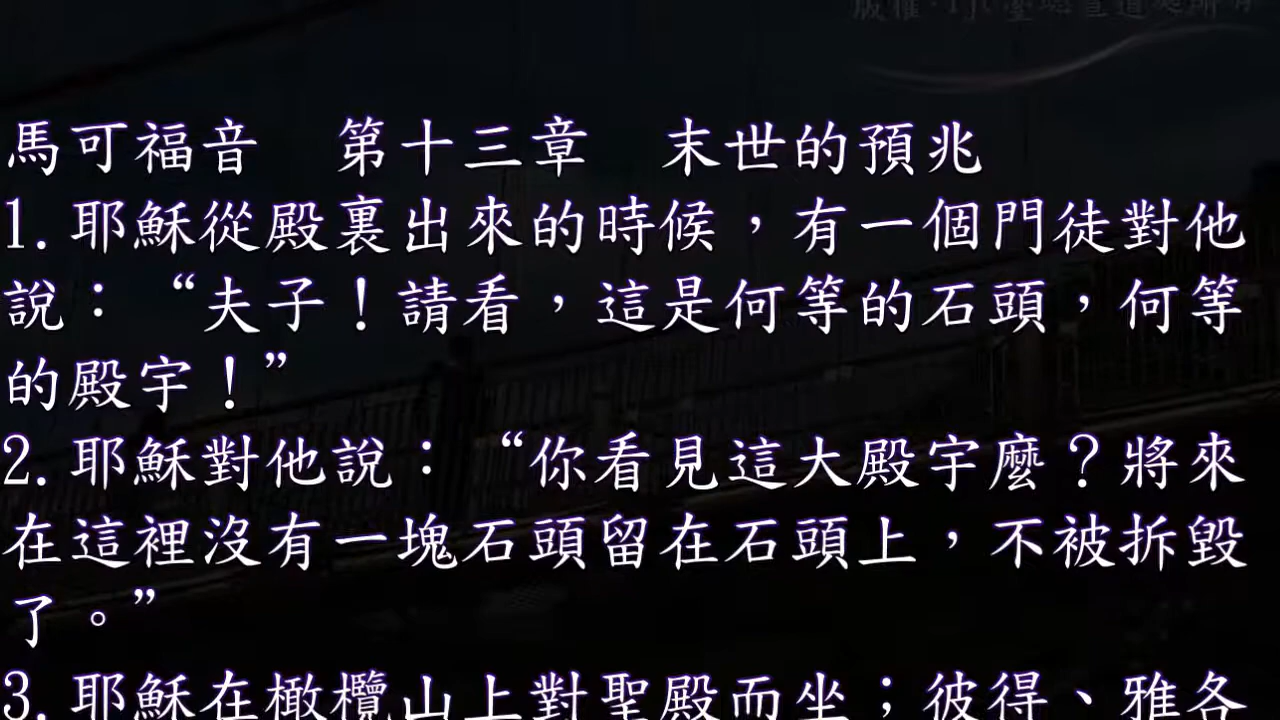 馬可福音　第十三章　末世的預兆
1.耶穌從殿裏出來的時候，有一個門徒對他
說：“夫子！請看，這是何等的石頭，何等
的殿宇！”
2.耶穌對他說：“你看見這大殿宇麼？將來
在這裡沒有一塊石頭留在石頭上，不被拆毀
了。”
3.耶穌在橄欖山上對聖殿而坐；彼得、雅各